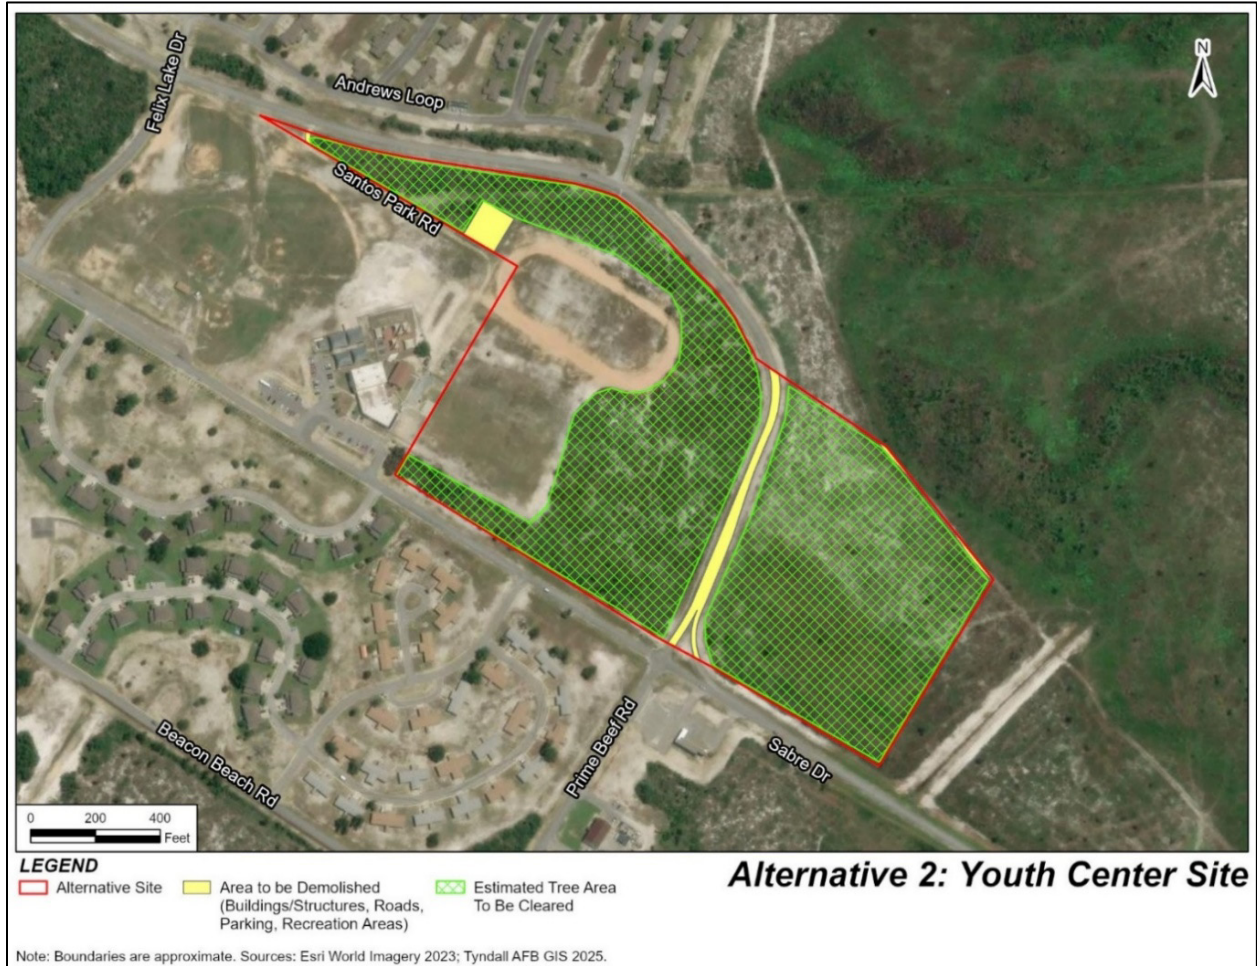 N
Felix Lake Dr
Andrews Loop
Santos Park Rd
Beacon Beach Rd
Prime Beef Rd
Sabre Dr
0 200 400
Feet
LEGEND
Alternative Site
Area to be Demolished
(Buildings/Structures, Roads,
Parking, Recreation Areas)
Estimated Tree Area
To Be Cleared
Alternative 2: Youth Center Site
Note: Boundaries are approximate. Sources: Esri World Imagery 2023; Tyndall AFB GIS 2025.